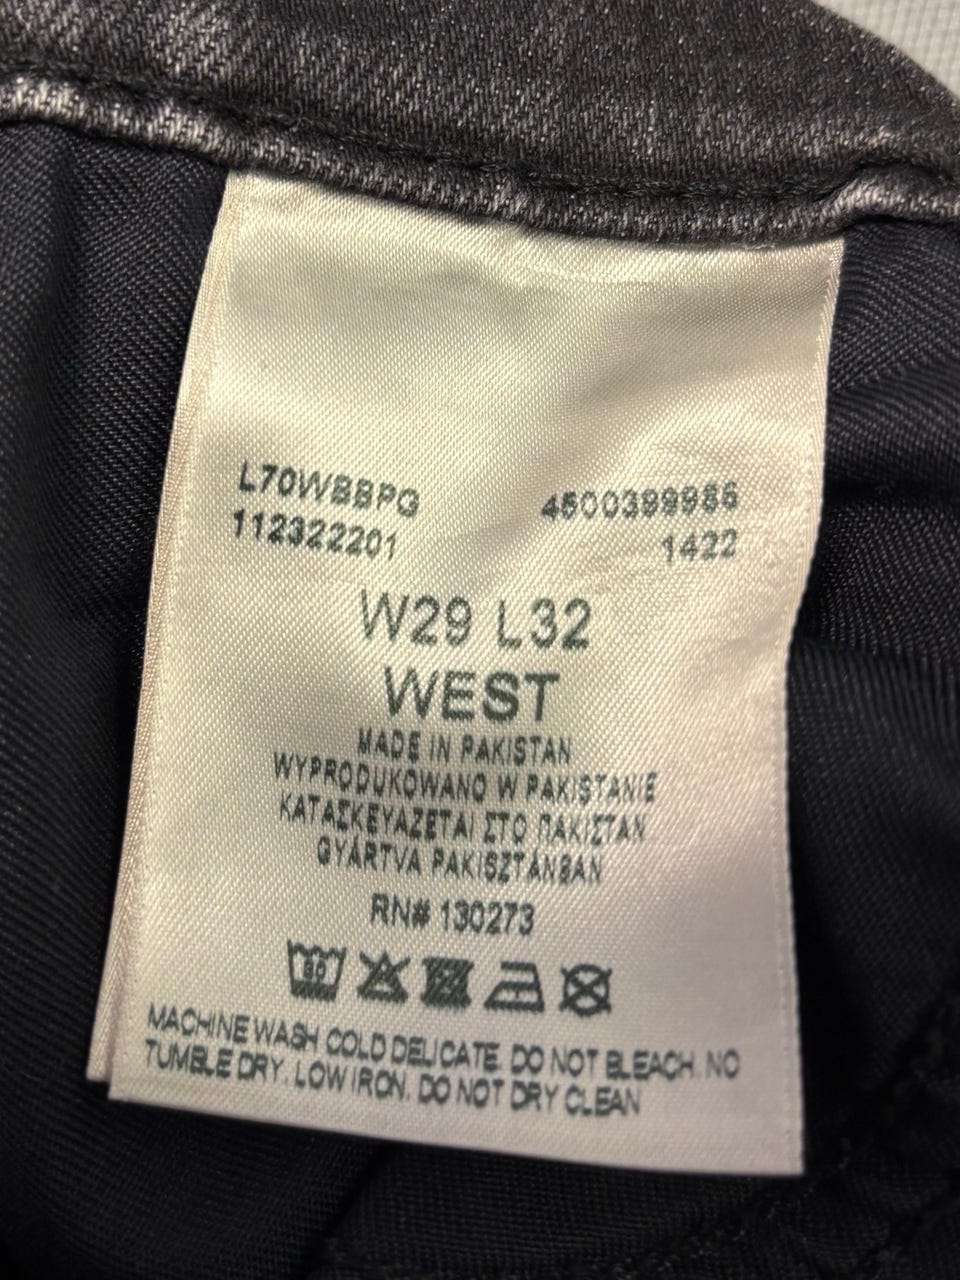 L70WBBPG 4500399985
112322201 1422
W29 L32
WEST
MADE IN PAKISTAN
WYPRODUKOWANO W PAKISTANIE
ΚΑΤΑΣΚΕΥΑΖΕΤΑΙ ΣΤΟ ΠΑΚΙΣΤΑΝ
GYÁRTVA PAKISZTÁNBAN
RN# 130273
30
MACHINE WASH COLD DELICATE. DO NOT BLEACH. NO
TUMBLE DRY. LOW IRON. DO NOT DRY CLEAN